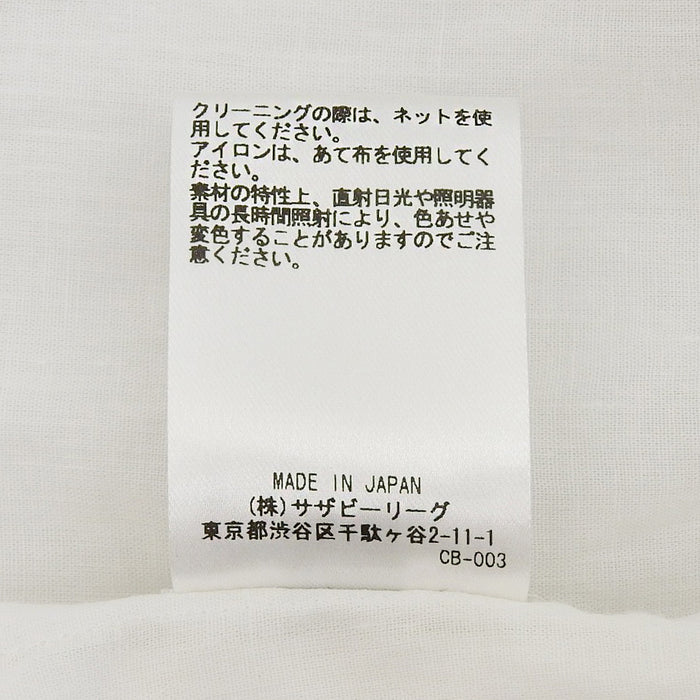 クリーニングの際は、ネットを使
用してください。
アイロンは、あて布を使用してく
ださい。
素材の特性上、直射日光や照明器
具の長時間照射により、色あせや
変色することがありますのでご注
意ください。
MADE IN JAPAN
(株)サザビーリーグ
東京都渋谷区千駄ヶ谷2-11-1
CB-003